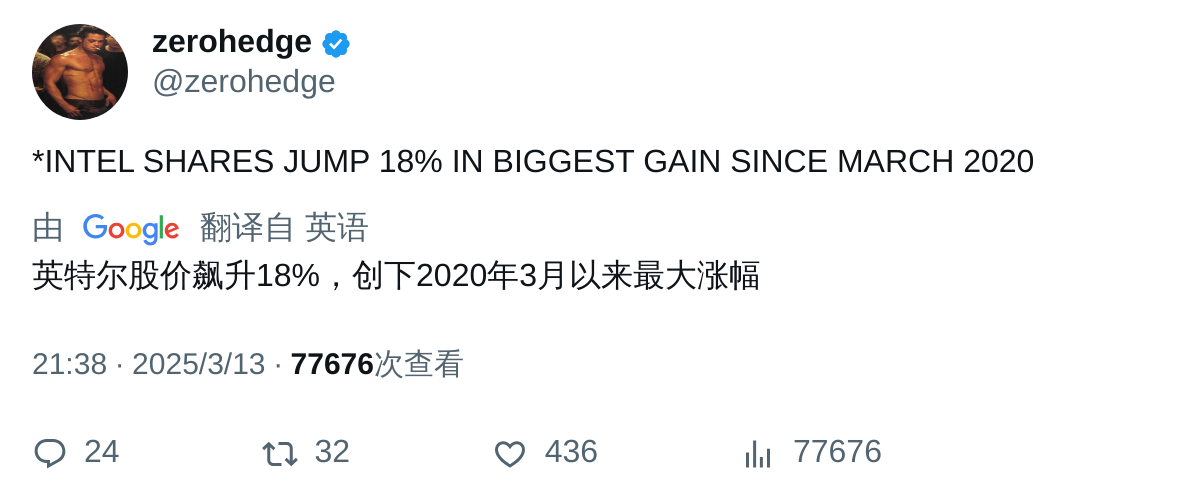 zerohedge
@zerohedge
*INTEL SHARES JUMP 18% IN BIGGEST GAIN SINCE MARCH 2020
由 Google 翻译自 英语
英特尔股价飙升18%，创下2020年3月以来最大涨幅
21:38 · 2025/3/13 · 77676次查看
24 32 436 77676